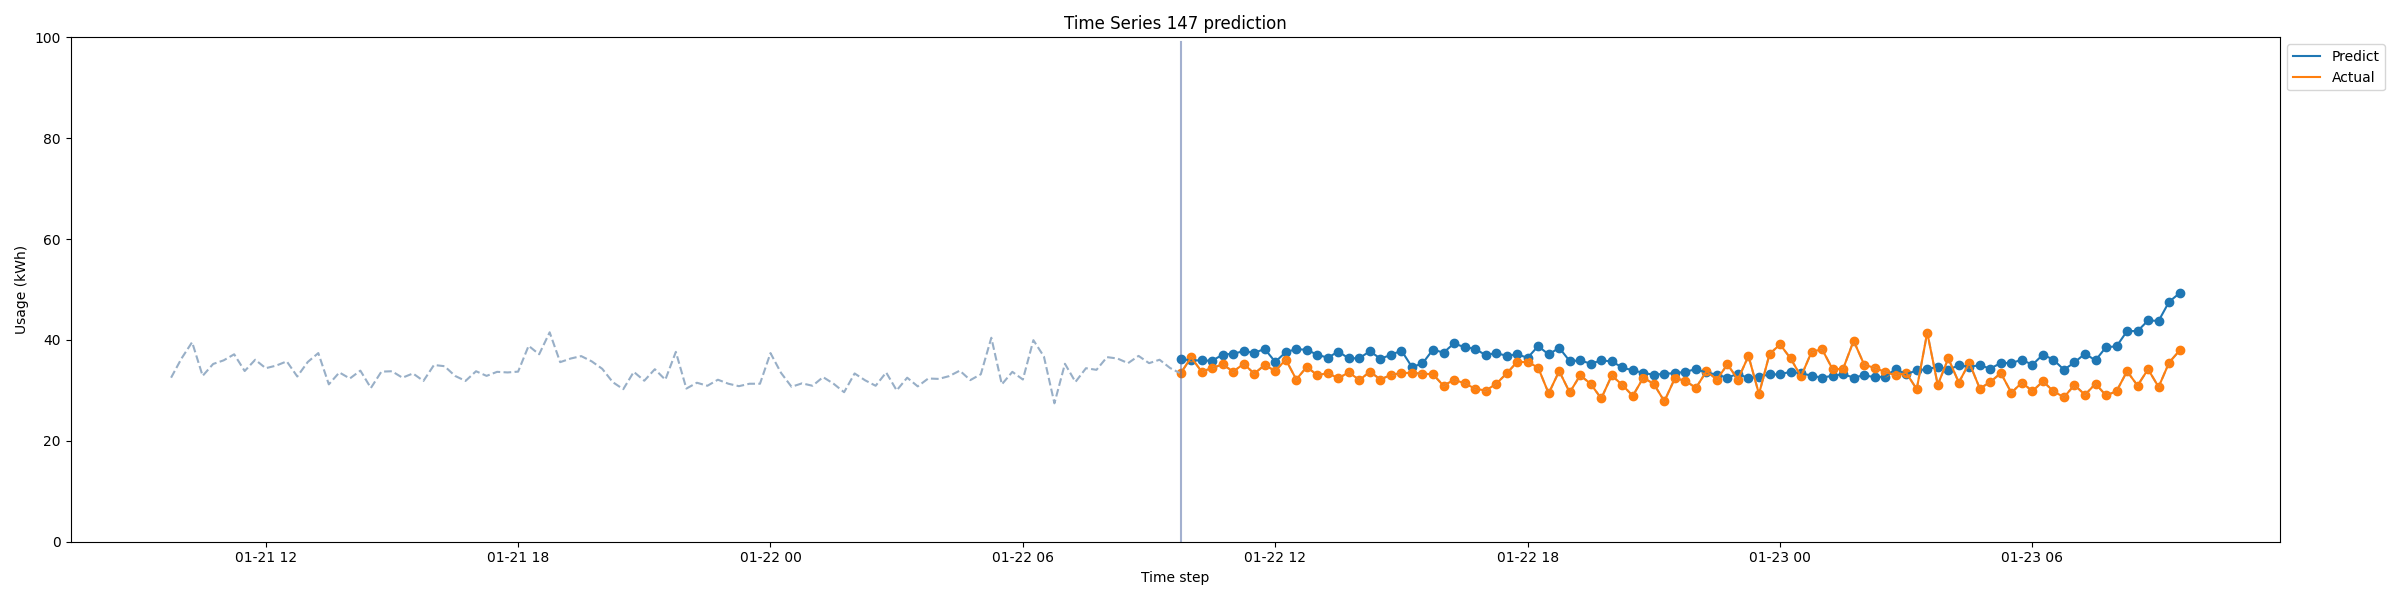 Time Series 147 prediction
Predict
Actual
Usage (kWh)
100
80
60
40
20
0
01-21 12
01-21 18
01-22 00
01-22 06
01-22 12
01-22 18
01-23 00
01-23 06
Time step